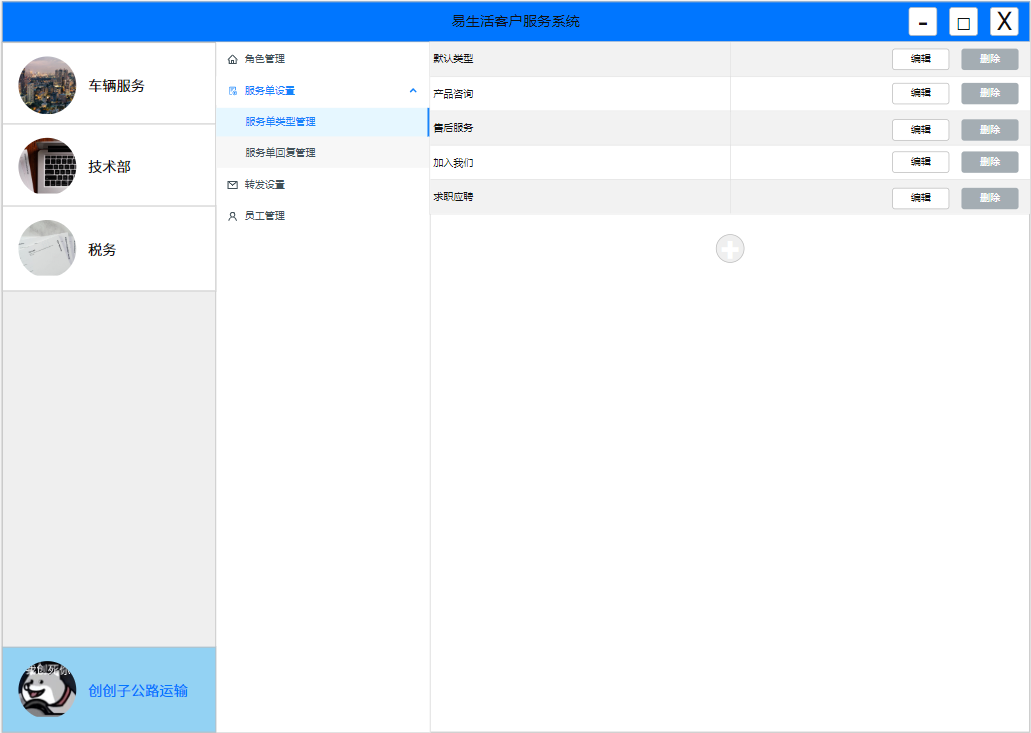 易生活客户服务系统
- □ X
车辆服务
技术部
税务
创创子公路运输
角色管理
服务单设置
服务单类型管理
服务单回复管理
转发设置
员工管理
默认类型 编辑 删除
产品咨询 编辑 删除
售后服务 编辑 删除
加入我们 编辑 删除
求职应聘 编辑 删除